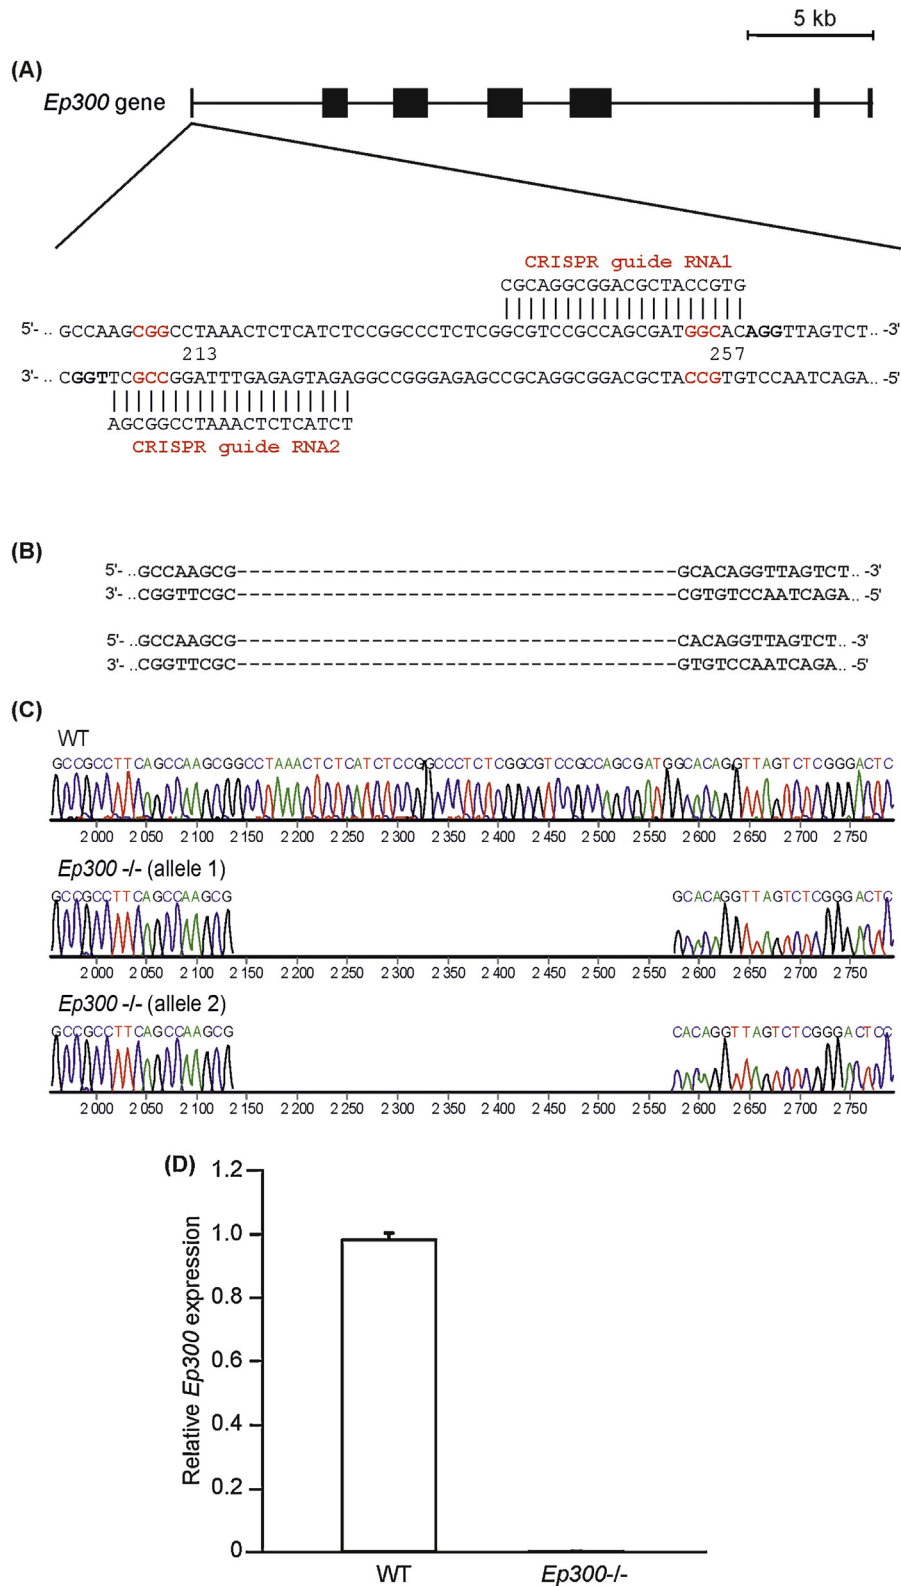 5 kb
(A)
Ep300 gene
CRISPR guide RNA1
CGCAGGCGGACGCTACCGTG
5'- .. GCCAAGCGGCCTAAACTCTCATCTCCGGCCCTCTCGGCGTCCGCCAGCGATGGCACAGGTTAGTCT.. -3'
213 257
3'- .. CGGTTCGCCGGATTTGAGAGTAGAGGCCGGGAGAGCCGCAGGCGGACGCTACCGTGTCCAATCAGA.. -5'
AGCGGCCTAAACTCTCATCT
CRISPR guide RNA2
(B)
5'- ..GCCAAGCG-------------------------------------GCACAGGTTAGTCT.. -3'
3'- ..CGGTTCGC-------------------------------------CGTGTCCAATCAGA.. -5'
5'- ..GCCAAGCG-------------------------------------CACAGGTTAGTCT.. -3'
3'- ..CGGTTCGC-------------------------------------GTGTCCAATCAGA.. -5'
(C)
WT
GCCGCCTTCAGCCAAGCGGCCTAAACTCTCATCTCCGGCCCTCTCGGCGTCCGCCAGCGATGGCACAGGTTAGTCTCGGGACTC
2 000 2 050 2 100 2 150 2 200 2 250 2 300 2 350 2 400 2 450 2 500 2 550 2 600 2 650 2 700 2 750
Ep300 -/- (allele 1)
GCCGCCTTCAGCCAAGCG GCACAGGTTAGTCTCGGGACTC
2 000 2 050 2 100 2 150 2 200 2 250 2 300 2 350 2 400 2 450 2 500 2 550 2 600 2 650 2 700 2 750
Ep300 -/- (allele 2)
GCCGCCTTCAGCCAAGCG CACAGGTTAGTCTCGGGACTCC
2 000 2 050 2 100 2 150 2 200 2 250 2 300 2 350 2 400 2 450 2 500 2 550 2 600 2 650 2 700 2 750
(D)
Relative Ep300 expression
1.2
1.0
0.8
0.6
0.4
0.2
0
WT Ep300-/-